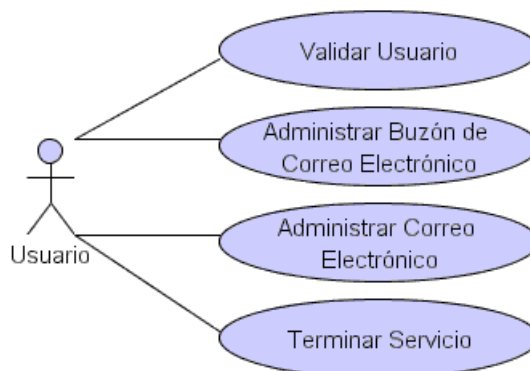 Validar Usuario
Administrar Buzón de
Correo Electrónico
Usuario
Administrar Correo
Electrónico
Terminar Servicio